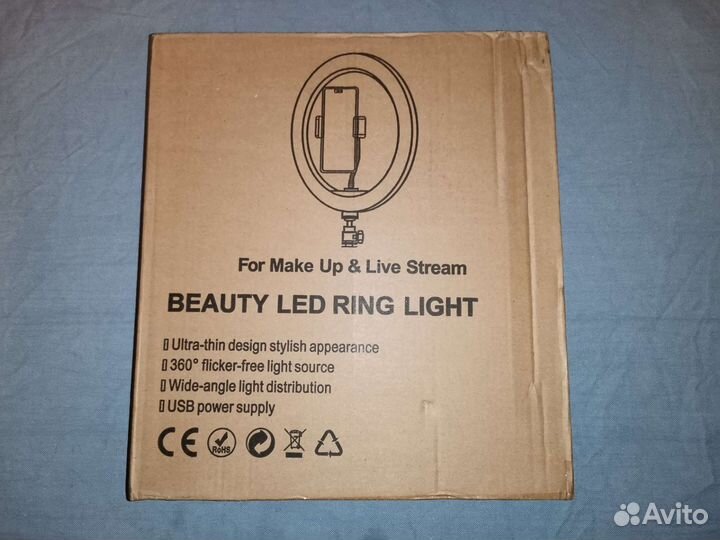 For Make Up & Live Stream
BEAUTY LED RING LIGHT
▯ Ultra-thin design stylish appearance
▯ 360° flicker-free light source
▯ Wide-angle light distribution
▯ USB power supply
CE RoHS
Avito